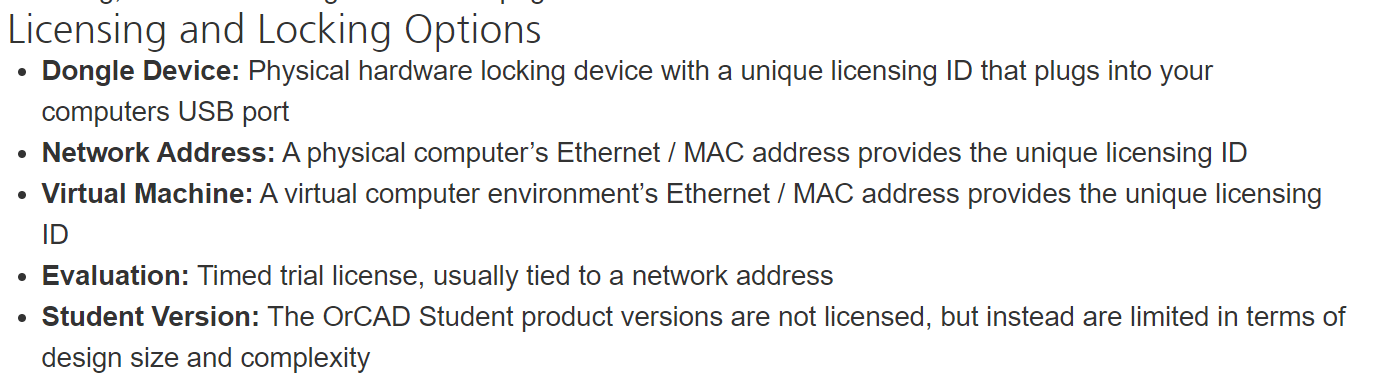 Licensing and Locking Options
• Dongle Device: Physical hardware locking device with a unique licensing ID that plugs into your
computers USB port
• Network Address: A physical computer’s Ethernet / MAC address provides the unique licensing ID
• Virtual Machine: A virtual computer environment’s Ethernet / MAC address provides the unique licensing
ID
• Evaluation: Timed trial license, usually tied to a network address
• Student Version: The OrCAD Student product versions are not licensed, but instead are limited in terms of
design size and complexity